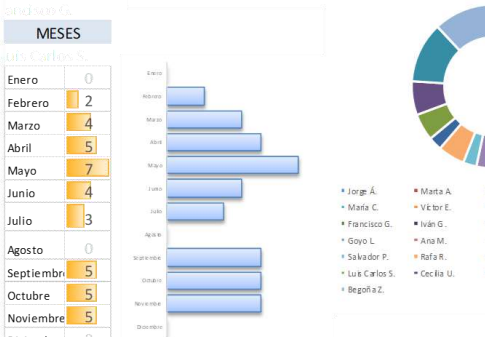 MESES
Luis Carlos S.
Enero 0
Febrero 2
Marzo 4
Abril 5
Mayo 7
Junio 4
Julio 3
Agosto 0
Septiembr 5
Octubre 5
Noviembre 5
Enero
Febrero
Marzo
Abril
Mayo
Junio
Julio
Agosto
Septiembre
Octubre
Noviembre
Diciembre
Jorge Á. Marta A.
María C. Víctor E.
Francisco G. Iván G.
Goyo L. Ana M.
Salvador P. Rafa R.
Luis Carlos S. Cecilia U.
Begoña Z.